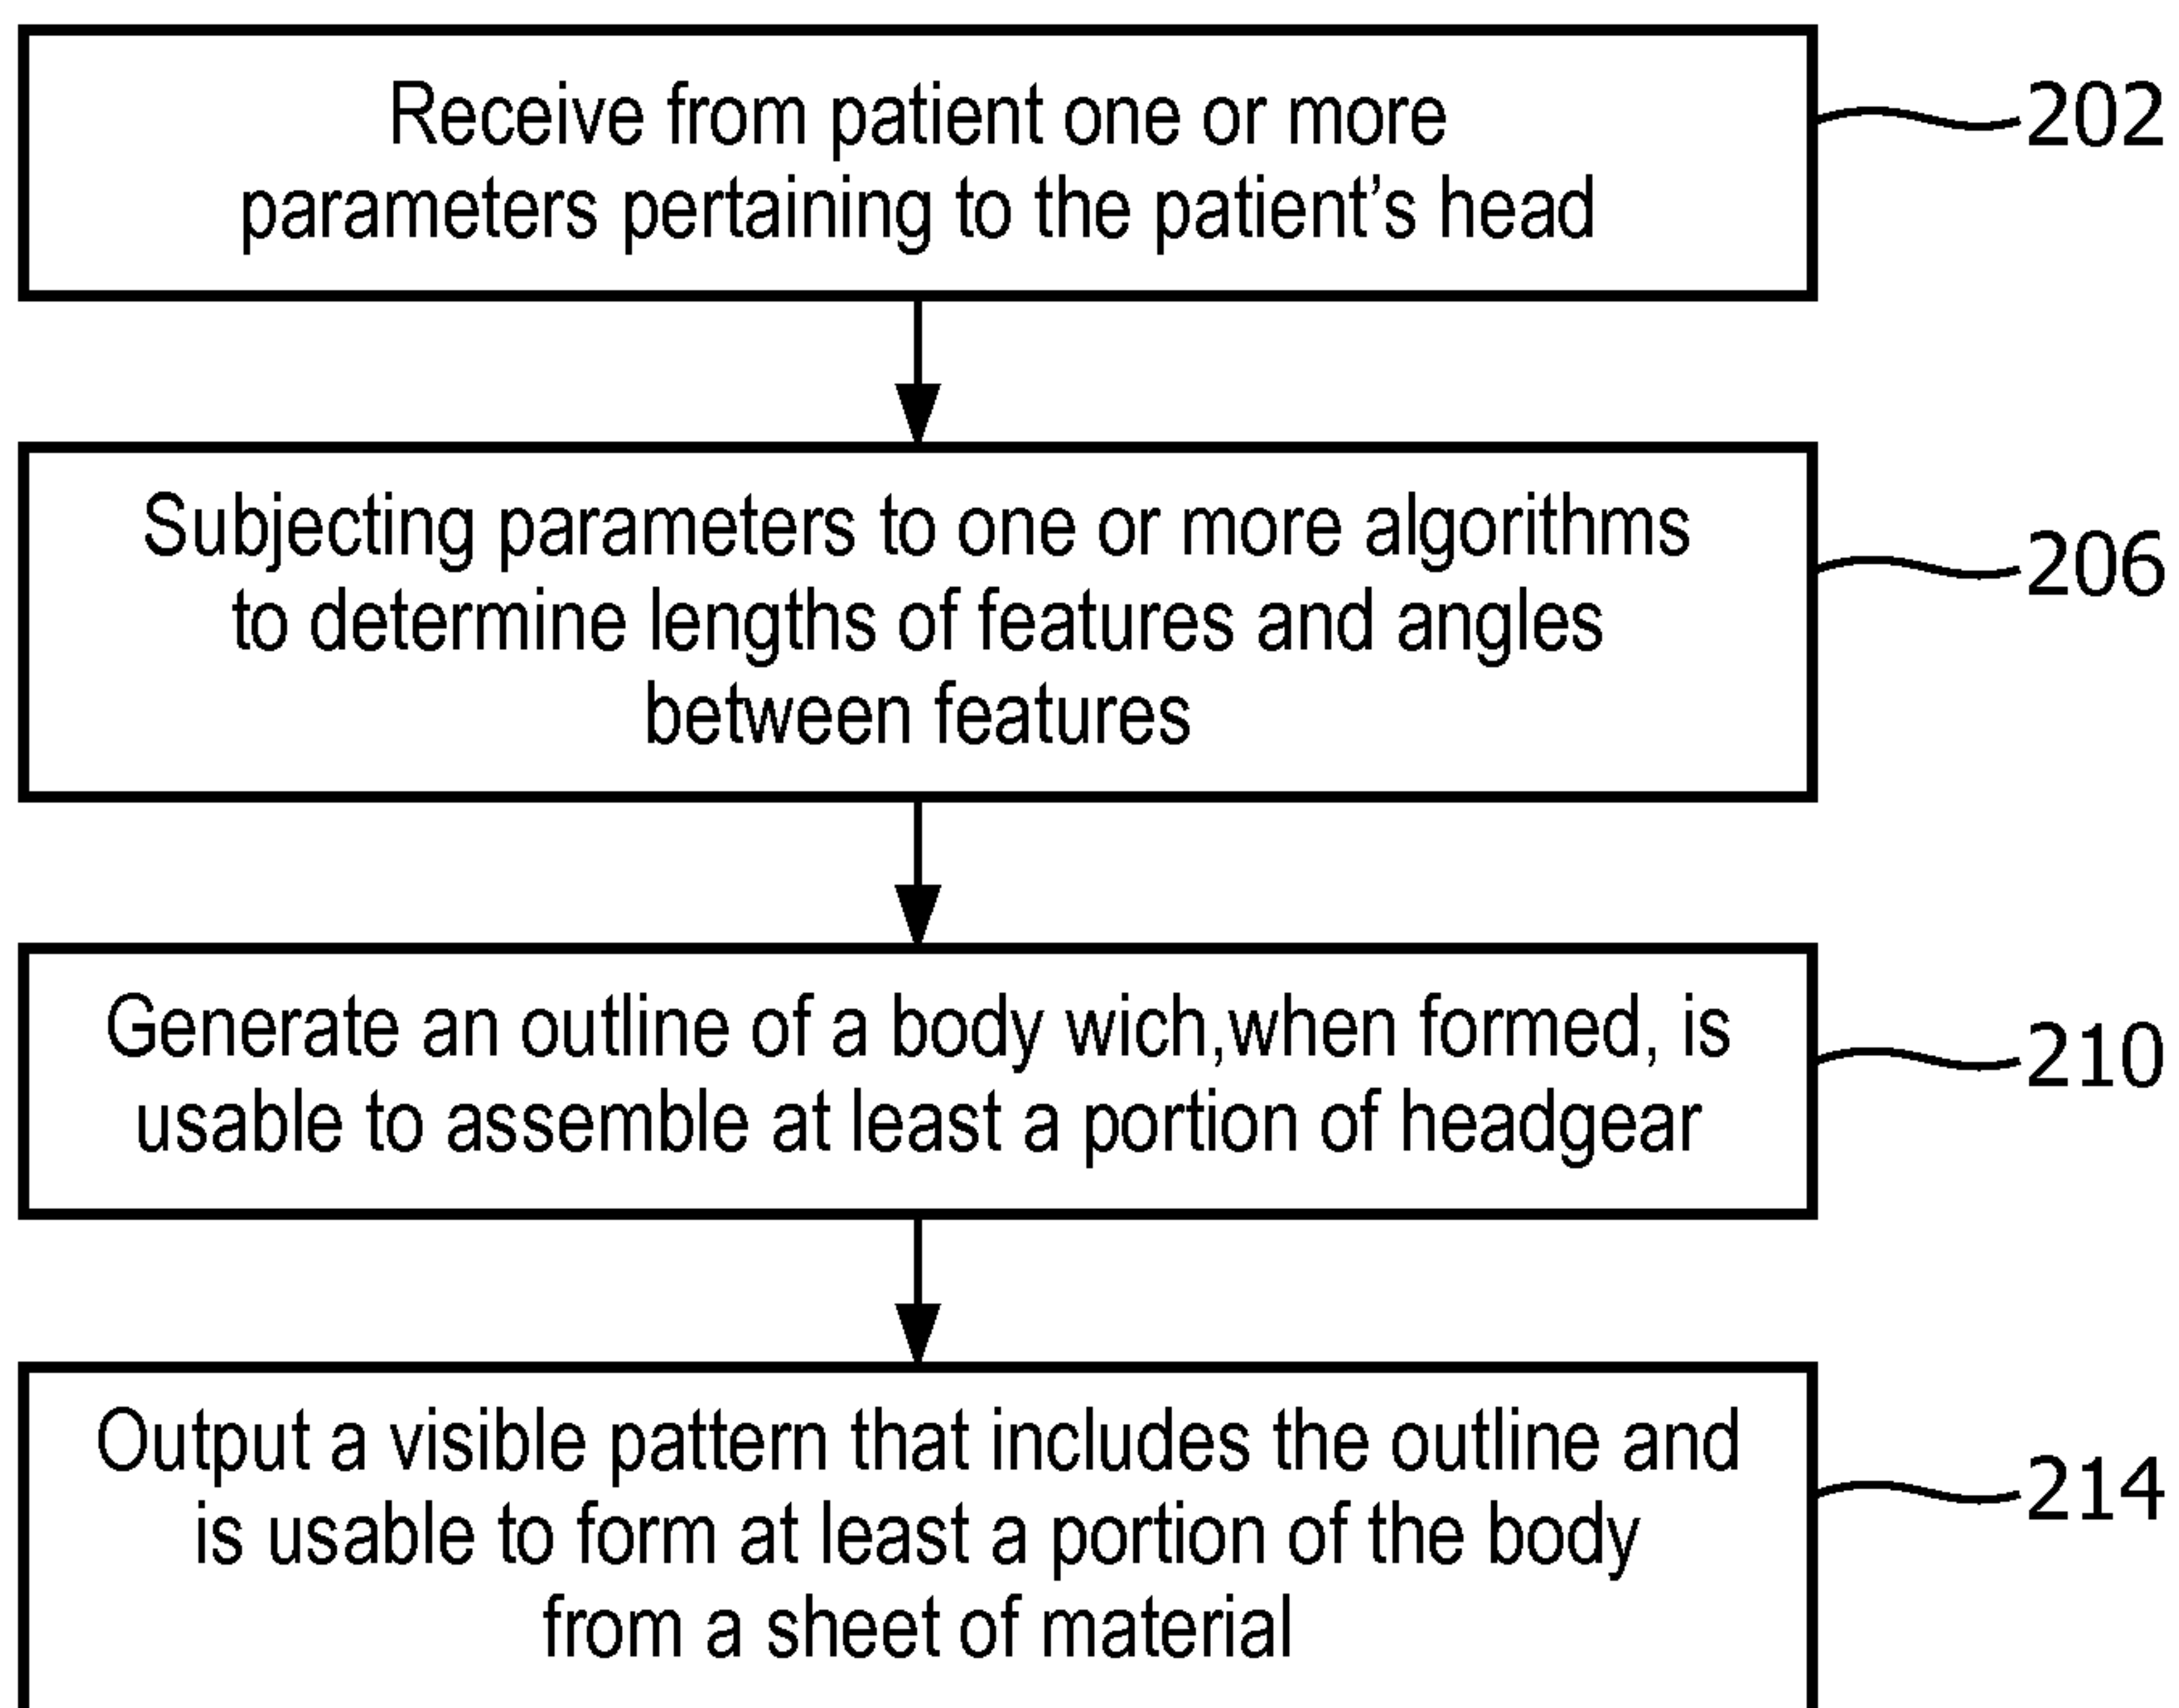 Receive from patient one or more
parameters pertaining to the patient’s head
202
Subjecting parameters to one or more algorithms
to determine lengths of features and angles
between features
206
Generate an outline of a body wich,when formed, is
usable to assemble at least a portion of headgear
210
Output a visible pattern that includes the outline and
is usable to form at least a portion of the body
from a sheet of material
214